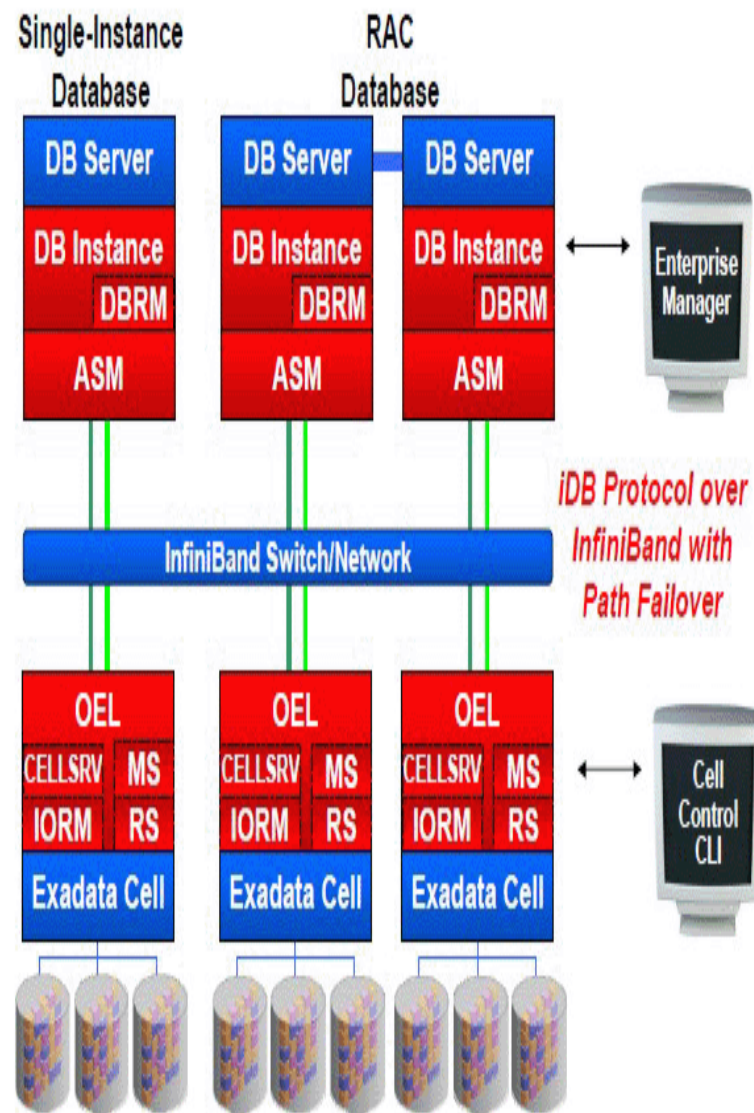 Single-Instance
Database
RAC
Database
DB Server
DB Server
DB Server
DB Instance
DBRM
DB Instance
DBRM
DB Instance
DBRM
ASM
ASM
ASM
Enterprise
Manager
InfiniBand Switch/Network
iDB Protocol over
InfiniBand with
Path Failover
OEL
OEL
OEL
CELLSRV MS
CELLSRV MS
CELLSRV MS
IORM RS
IORM RS
IORM RS
Exadata Cell
Exadata Cell
Exadata Cell
Cell
Control
CLI